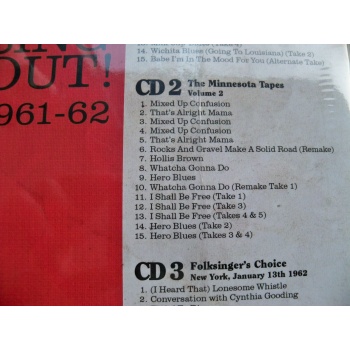 OUT!
1961-62
14. Wichita Blues (Going To Louisiana) (Take 2)
15. Babe I'm In The Mood For You (Alternate Take)
CD 2 The Minnesota Tapes
Volume 2
1. Mixed Up Confusion
2. That's Alright Mama
3. Mixed Up Confusion
4. Mixed Up Confusion
5. That's Alright Mama
6. Rocks And Gravel Make A Solid Road (Remake)
7. Hollis Brown
8. Whatcha Gonna Do
9. Hero Blues
10. Whatcha Gonna Do (Remake Take 1)
11. I Shall Be Free (Take 1)
12. I Shall Be Free (Take 3)
13. I Shall Be Free (Takes 4 & 5)
14. Hero Blues (Take 2)
15. Hero Blues (Takes 3 & 4)
CD 3 Folksinger's Choice
New York, January 13th 1962
1. (I Heard That) Lonesome Whistle
2. Conversation with Cynthia Gooding